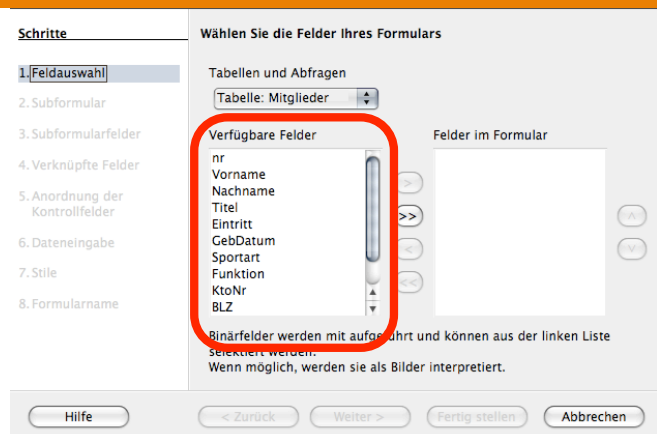 Schritte
Wählen Sie die Felder Ihres Formulars
1. Feldauswahl
2. Subformular
3. Subformularfelder
4. Verknüpfte Felder
5. Anordnung der
Kontrollfelder
6. Dateneingabe
7. Stile
8. Formularname
Tabellen und Abfragen
Tabelle: Mitglieder
Verfügbare Felder
nr
Vorname
Nachname
Titel
Eintritt
GebDatum
Sportart
Funktion
KtoNr
BLZ
>
>>
<
<<
Felder im Formular
^
v
Binärfelder werden mit aufgeführt und können aus der linken Liste
selektiert werden.
Wenn möglich, werden sie als Bilder interpretiert.
Hilfe
< Zurück
Weiter >
Fertig stellen
Abbrechen